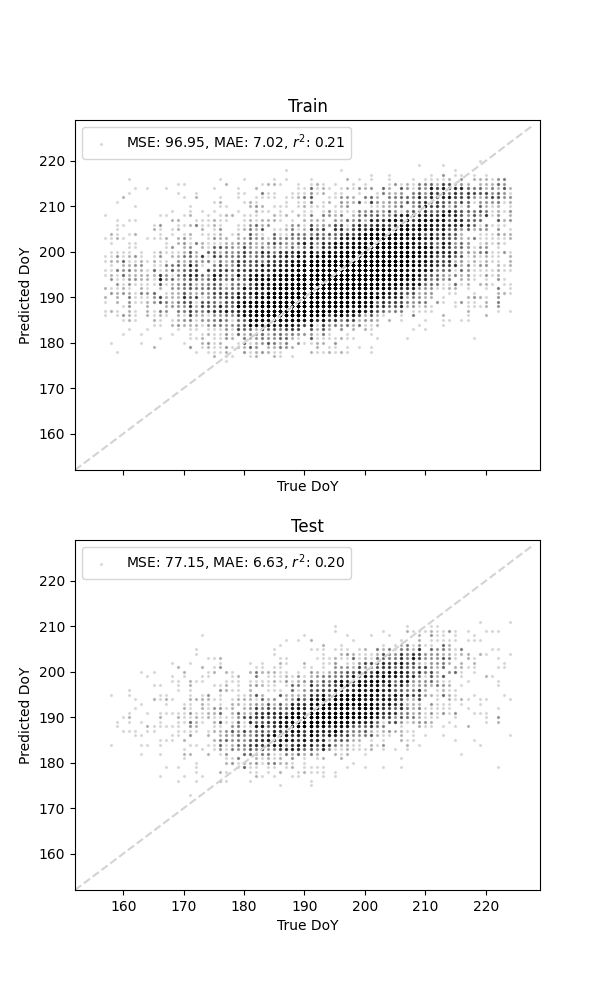 Train
MSE: 96.95, MAE: 7.02, r²: 0.21
220
210
200
190
180
170
160
Predicted DoY
True DoY
Test
MSE: 77.15, MAE: 6.63, r²: 0.20
220
210
200
190
180
170
160
Predicted DoY
160 170 180 190 200 210 220
True DoY